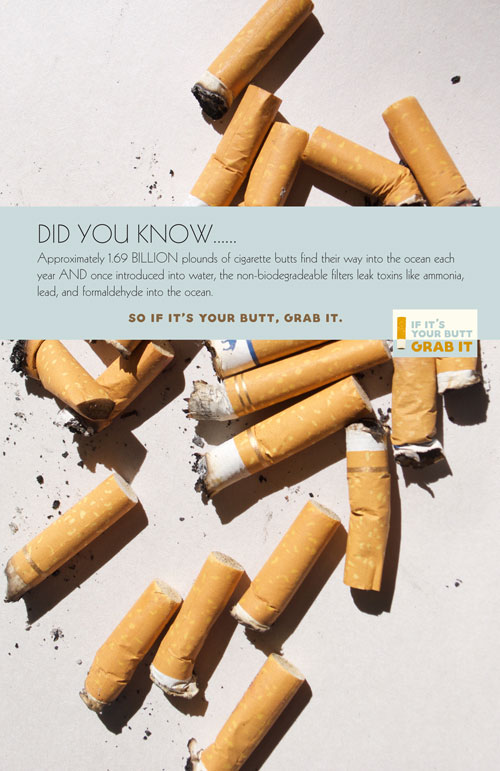 DID YOU KNOW......
Approximately 1.69 BILLION plounds of cigarette butts find their way into the ocean each
year AND once introduced into water, the non-biodegradeable filters leak toxins like ammonia,
lead, and formaldehyde into the ocean.
SO IF IT'S YOUR BUTT, GRAB IT.
IF IT'S
YOUR BUTT
GRAB IT